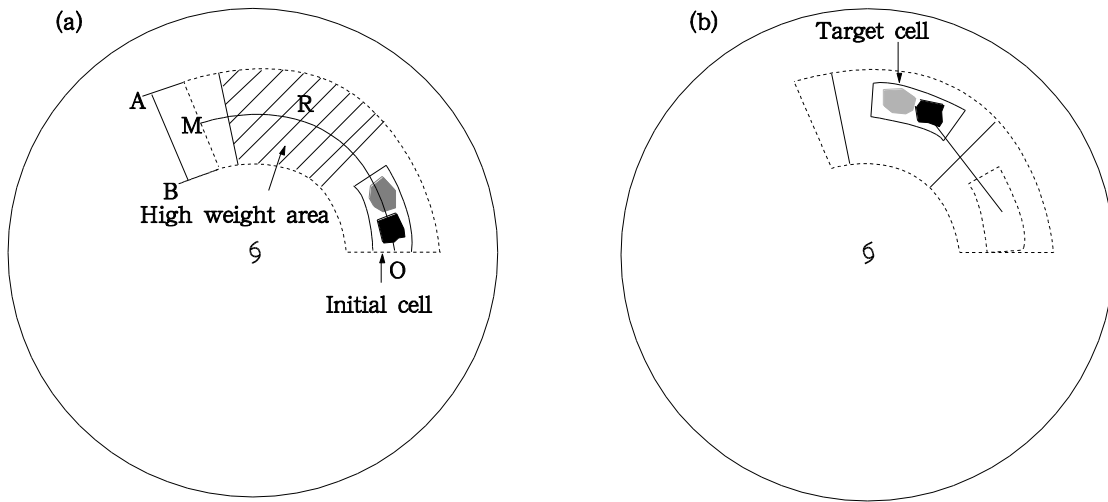 (a)
A
M
R
B
High weight area
O
Initial cell
(b)
Target cell